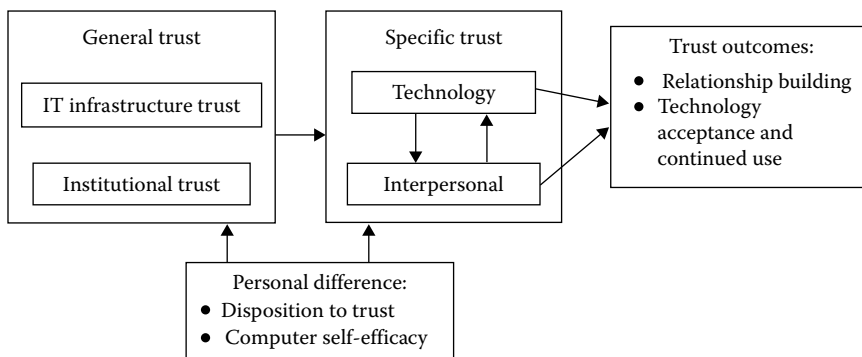 General trust
IT infrastructure trust
Institutional trust
Specific trust
Technology
Interpersonal
Trust outcomes:
● Relationship building
● Technology
acceptance and
continued use
Personal difference:
● Disposition to trust
● Computer self-efficacy